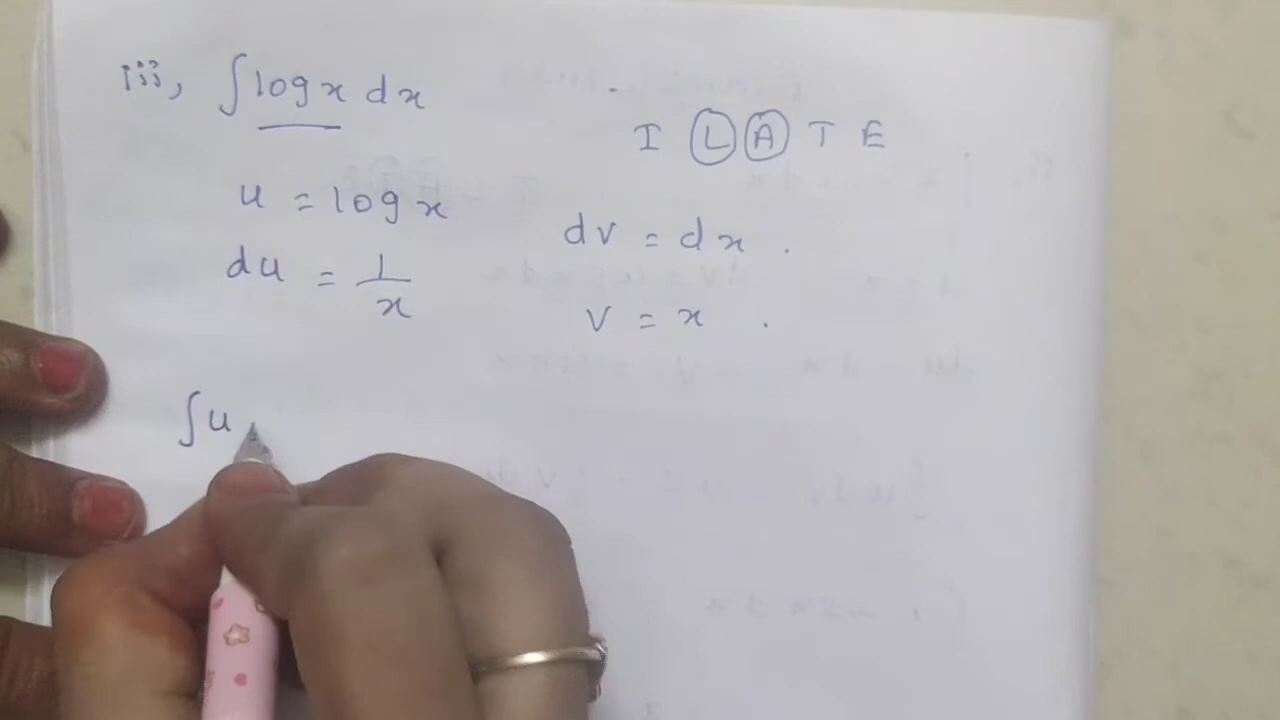 iii, ∫ log x dx
I L A T E
u = log x
dv = dx .
du = 1/x
v = x .
∫ u